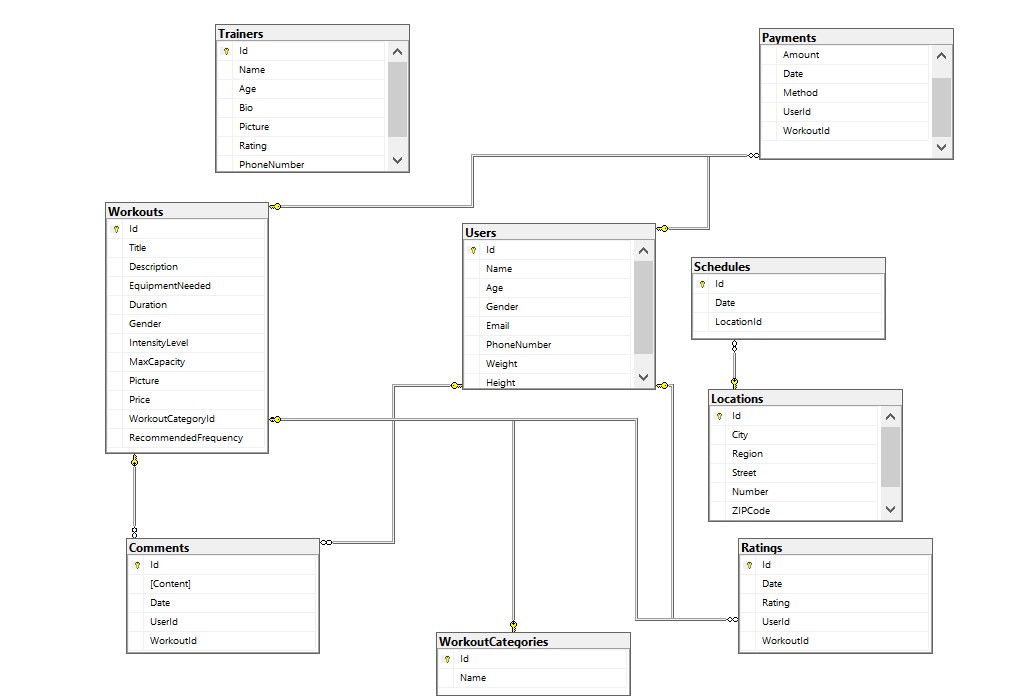 Trainers
Id
Name
Age
Bio
Picture
Rating
PhoneNumber
Payments
Amount
Date
Method
UserId
WorkoutId
Workouts
Id
Title
Description
EquipmentNeeded
Duration
Gender
IntensityLevel
MaxCapacity
Picture
Price
WorkoutCategoryId
RecommendedFrequency
Users
Id
Name
Age
Gender
Email
PhoneNumber
Weight
Height
Schedules
Id
Date
LocationId
Locations
Id
City
Region
Street
Number
ZIPCode
Comments
Id
[Content]
Date
UserId
WorkoutId
Ratings
Id
Date
Rating
UserId
WorkoutId
WorkoutCategories
Id
Name